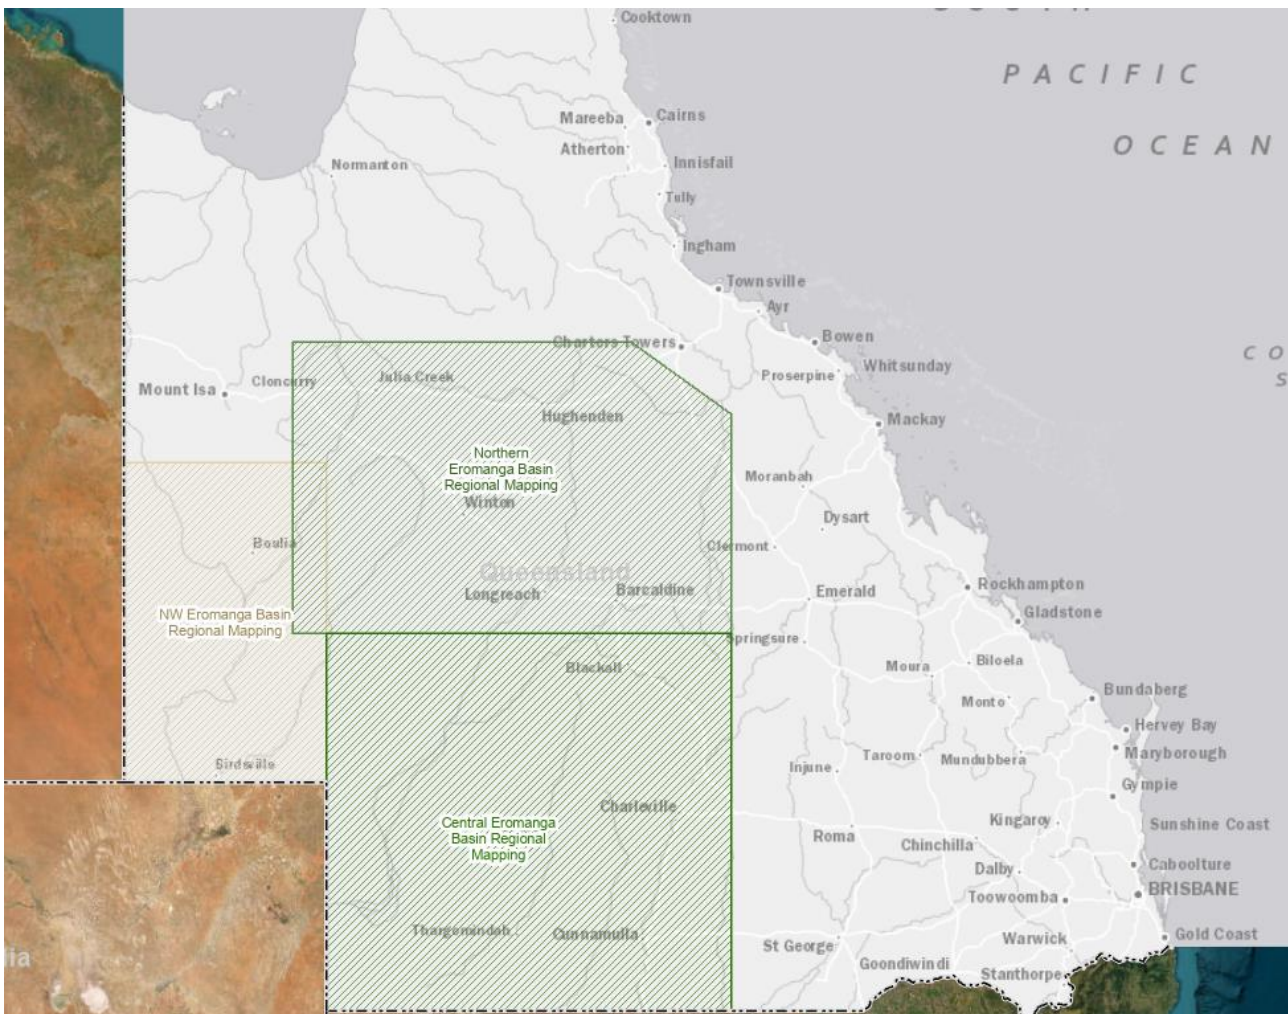 Cooktown
PACIFIC
Mareeba
Cairns
OCEAN
Atherton
Innisfail
Normanton
Tully
Ingham
Townsville
Ayr
Charters Towers
Bowen
Whitsunday
CO
S
Mount Isa
Cloncurry
Julia Creek
Proserpine
Hughenden
Mackay
Northern
Eromanga Basin
Regional Mapping
Moranbah
Winton
Dysart
Boulia
Clermont
Queensland
Longreach
Barcaldine
Emerald
Rockhampton
NW Eromanga Basin
Regional Mapping
Gladstone
Springsure
Blackall
Moura
Biloela
Monto
Bundaberg
Hervey Bay
Birdsville
Injune
Taroom
Mundubbera
Maryborough
Gympie
Charleville
Central Eromanga
Basin Regional
Mapping
Roma
Chinchilla
Kingaroy
Sunshine Coast
Dalby
Caboolture
Toowoomba
BRISBANE
Thargomindah
Cunnamulla
St George
Warwick
Gold Coast
Goondiwindi
Stanthorpe
lia